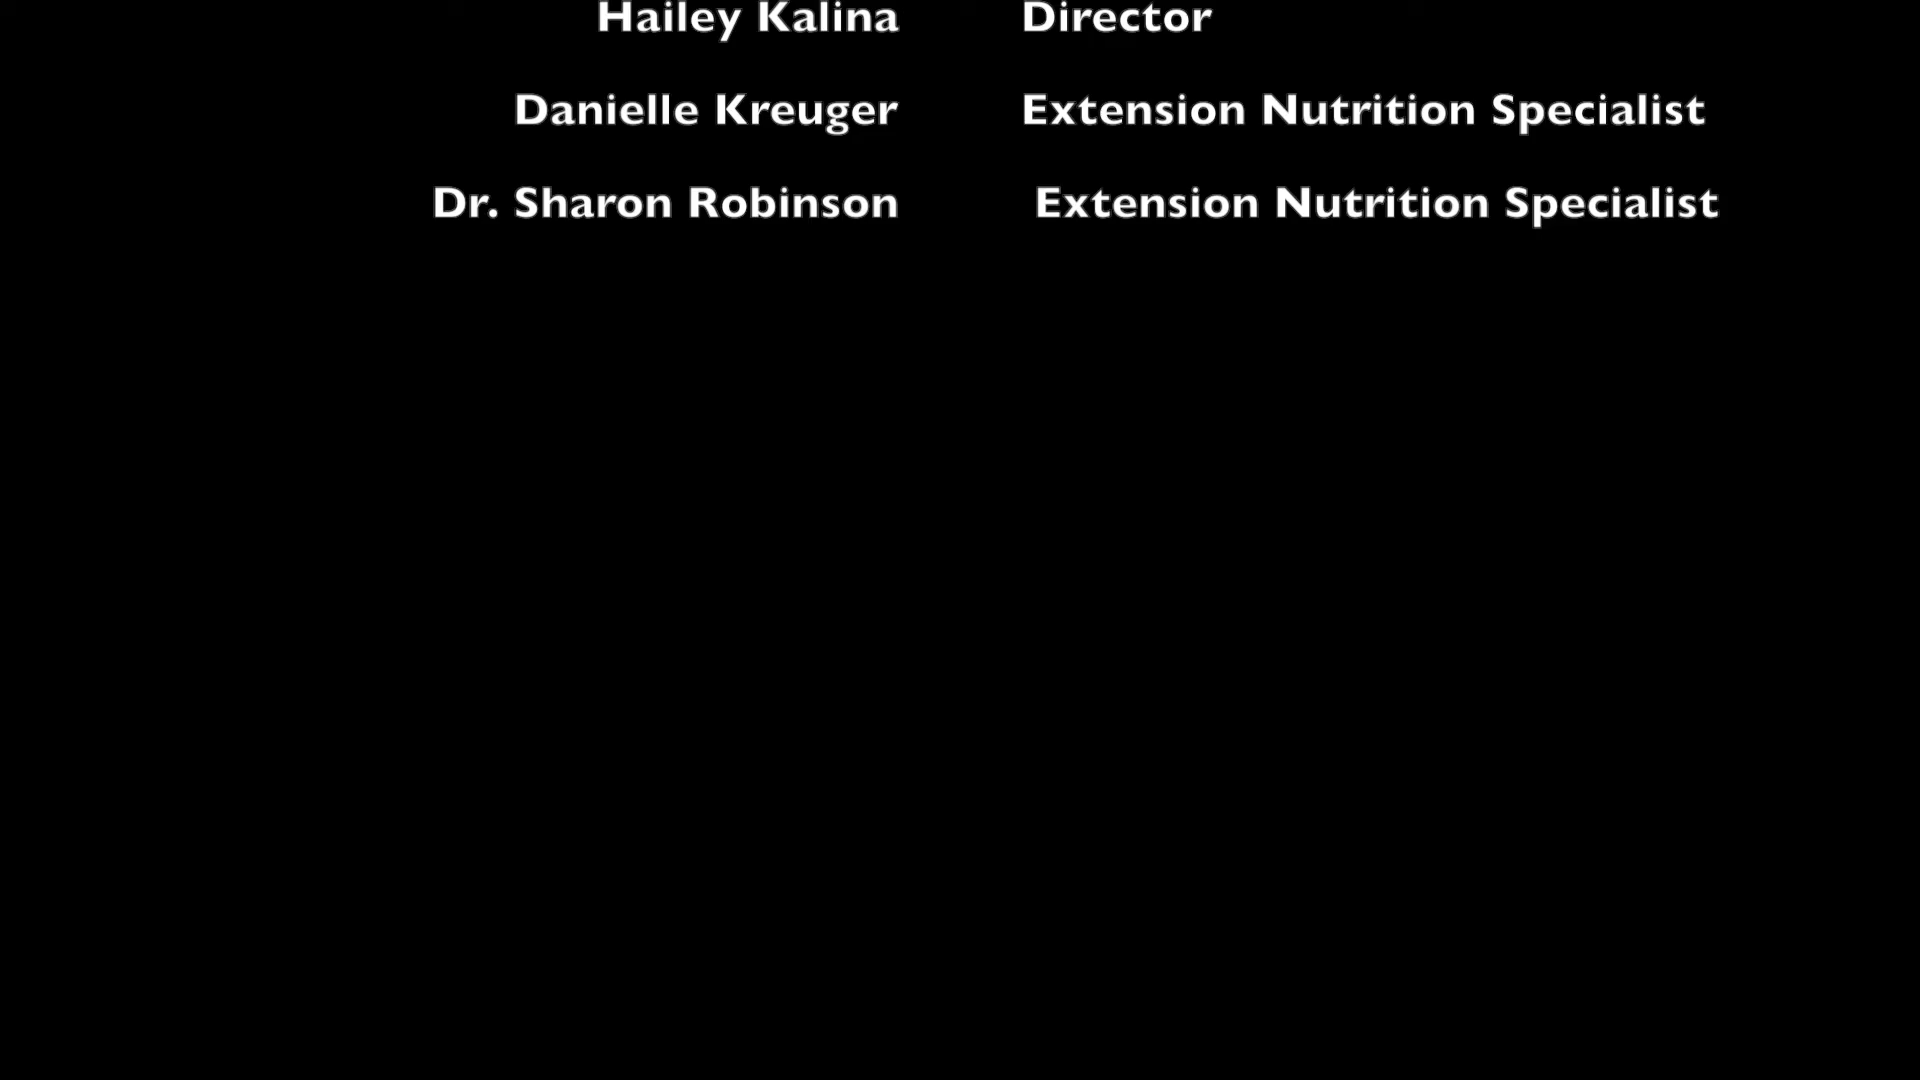 Hailey Kalina Director
Danielle Kreuger Extension Nutrition Specialist
Dr. Sharon Robinson Extension Nutrition Specialist